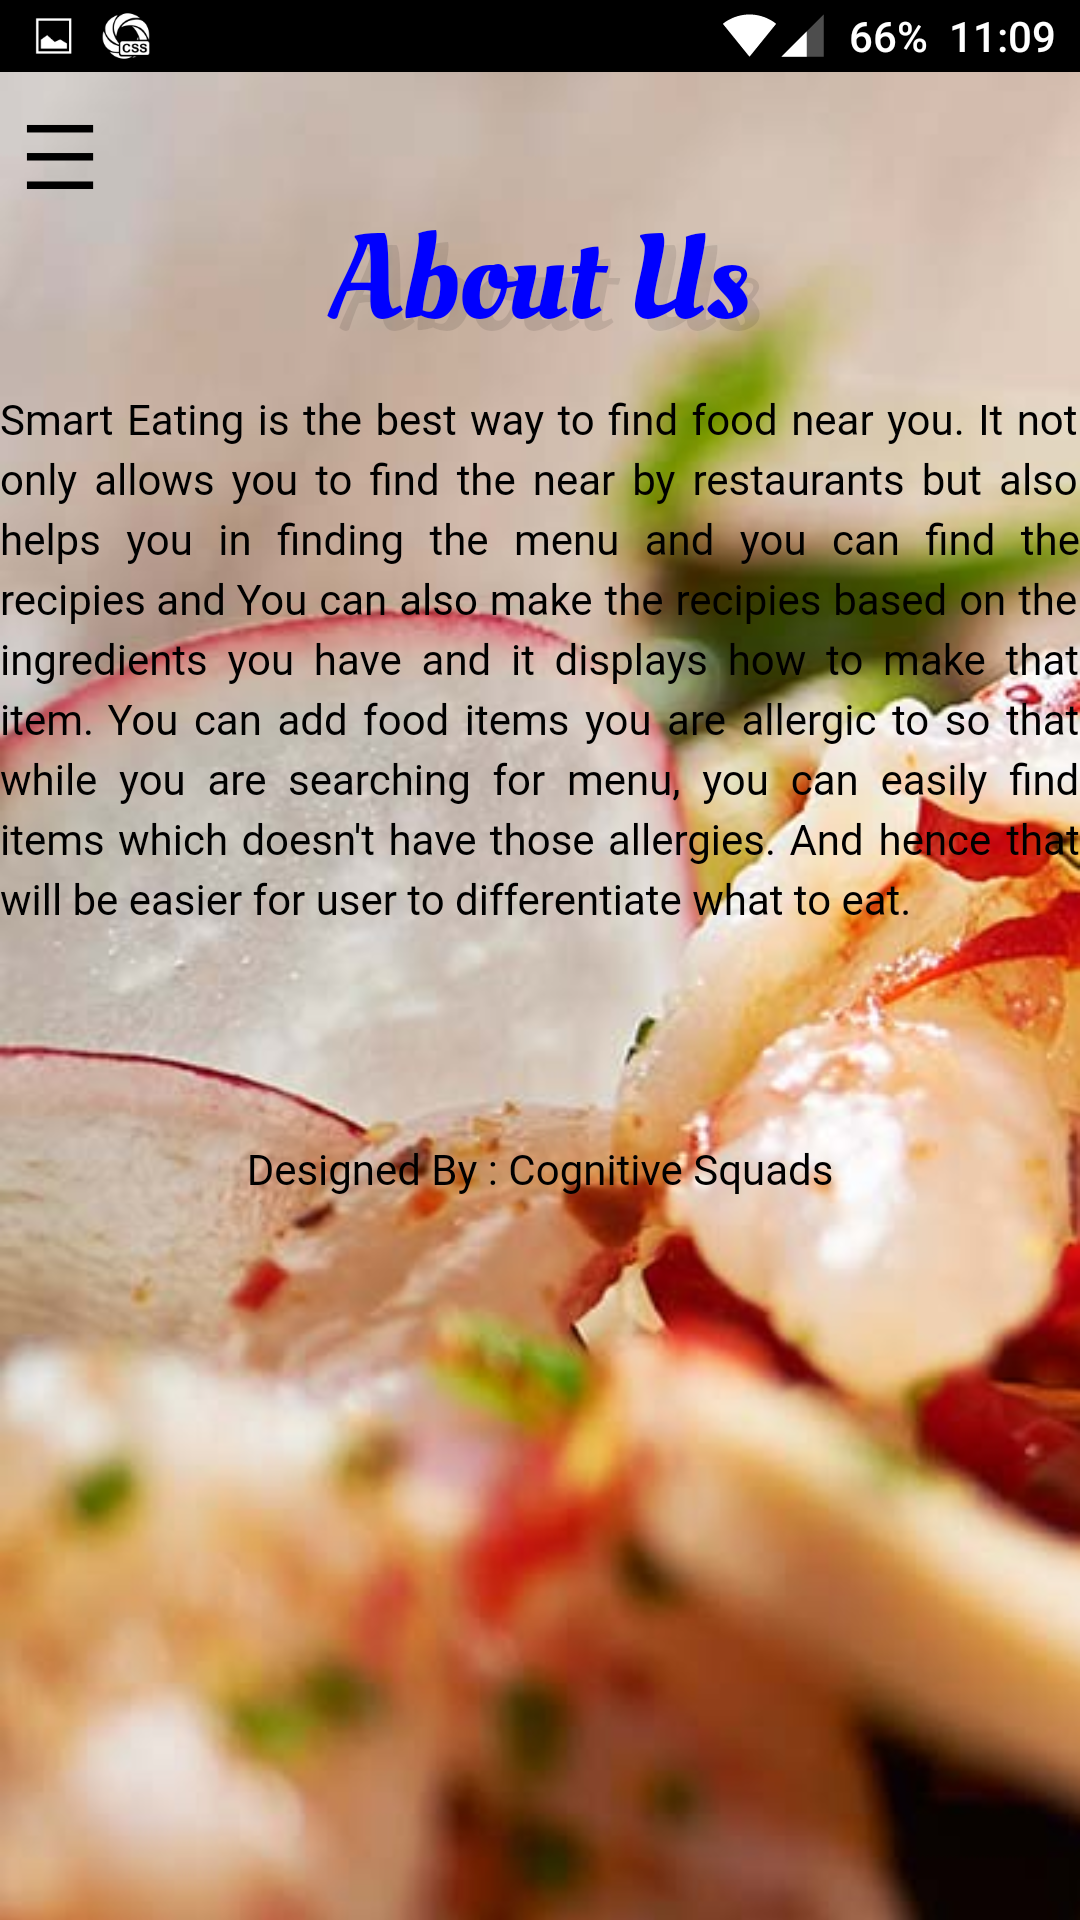 CSS 66% 11:09
About Us
Smart Eating is the best way to find food near you. It not
only allows you to find the near by restaurants but also
helps you in finding the menu and you can find the
recipies and You can also make the recipies based on the
ingredients you have and it displays how to make that
item. You can add food items you are allergic to so that
while you are searching for menu, you can easily find
items which doesn't have those allergies. And hence that
will be easier for user to differentiate what to eat.
Designed By : Cognitive Squads